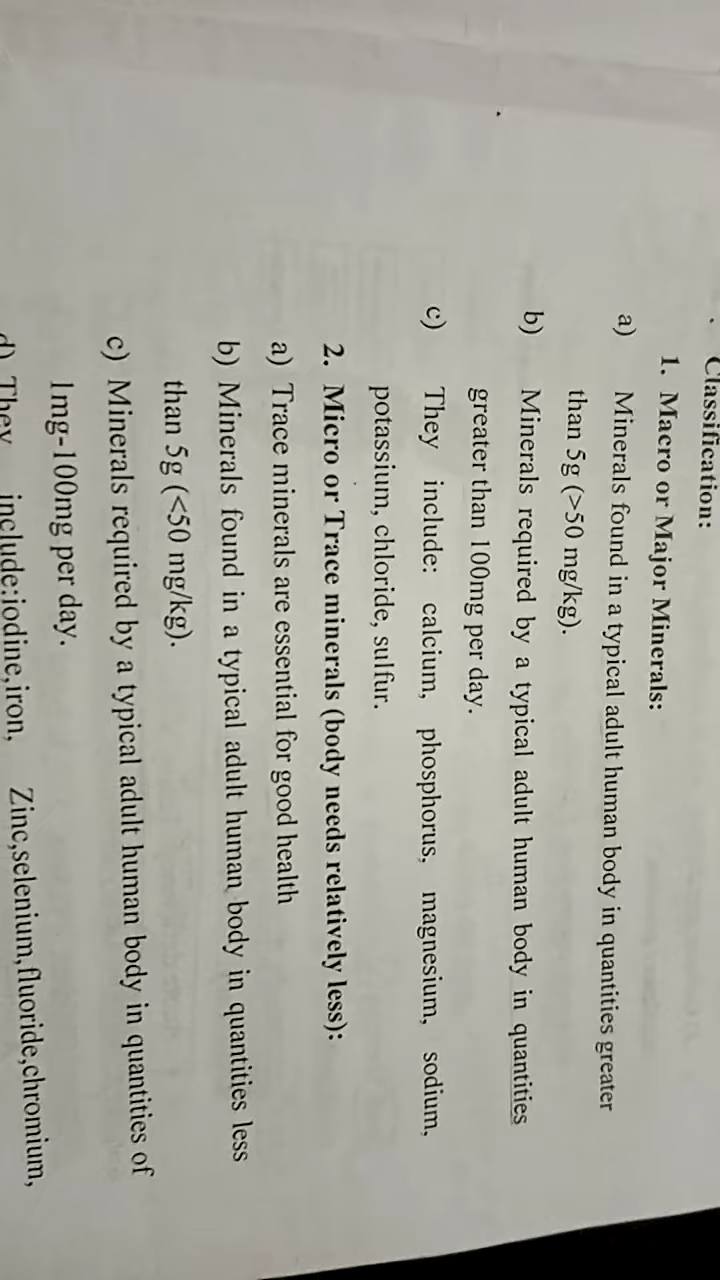 Classification:
1. Macro or Major Minerals:
a) Minerals found in a typical adult human body in quantities greater
than 5g (>50 mg/kg).
b) Minerals required by a typical adult human body in quantities
greater than 100mg per day.
c) They include: calcium, phosphorus, magnesium, sodium,
potassium, chloride, sulfur.
2. Micro or Trace minerals (body needs relatively less):
a) Trace minerals are essential for good health
b) Minerals found in a typical adult human body in quantities less
than 5g (<50 mg/kg).
c) Minerals required by a typical adult human body in quantities of
1mg-100mg per day.
d) They include:iodine,iron, Zinc,selenium,fluoride,chromium,